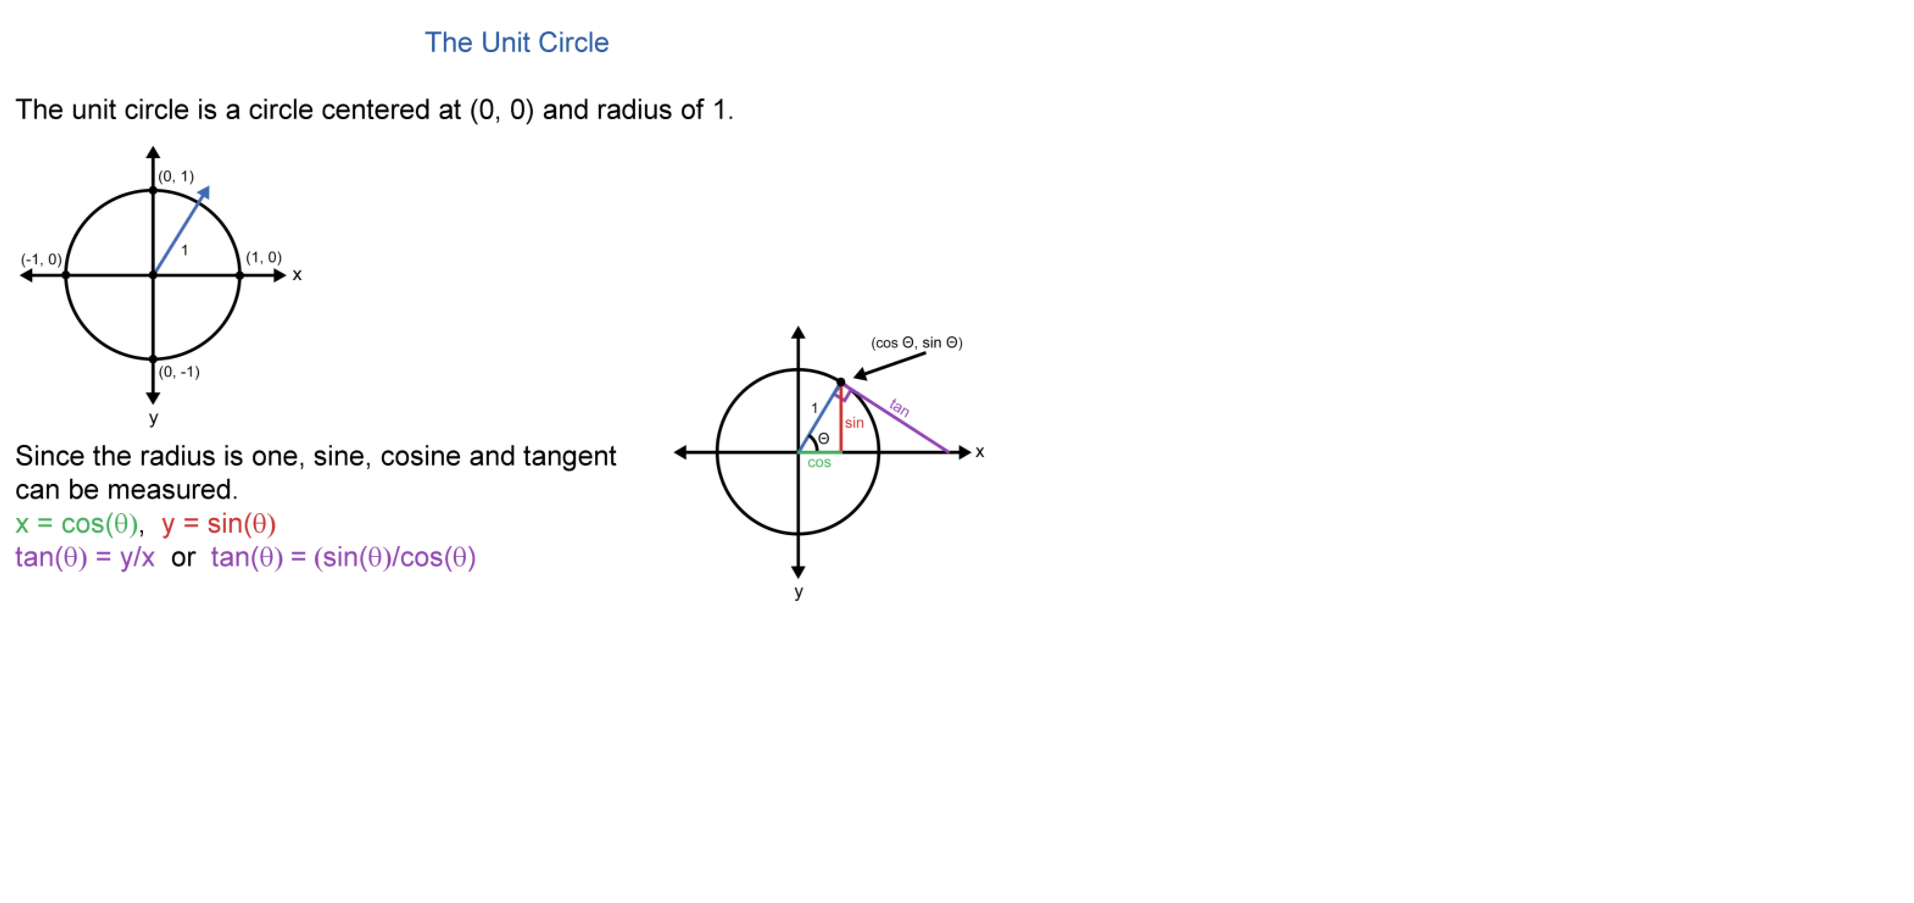 The Unit Circle
The unit circle is a circle centered at (0, 0) and radius of 1.
(0, 1)
1
(-1, 0)
(1, 0)
x
(0, -1)
y
(cos Θ, sin Θ)
1
tan
sin
Θ
cos
x
y
Since the radius is one, sine, cosine and tangent
can be measured.
x = cos(θ), y = sin(θ)
tan(θ) = y/x or tan(θ) = (sin(θ)/cos(θ)